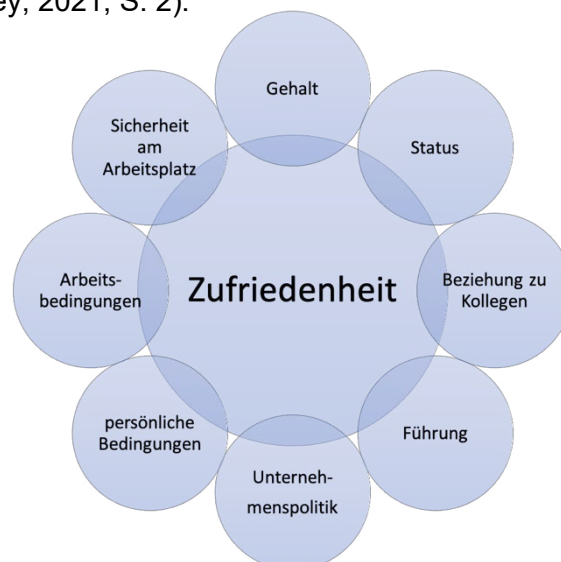 ey, 2021, S. 2).
Gehalt
Sicherheit
am
Arbeitsplatz
Status
Arbeits-
bedingungen
Zufriedenheit
Beziehung zu
Kollegen
persönliche
Bedingungen
Führung
Unterneh-
menspolitik